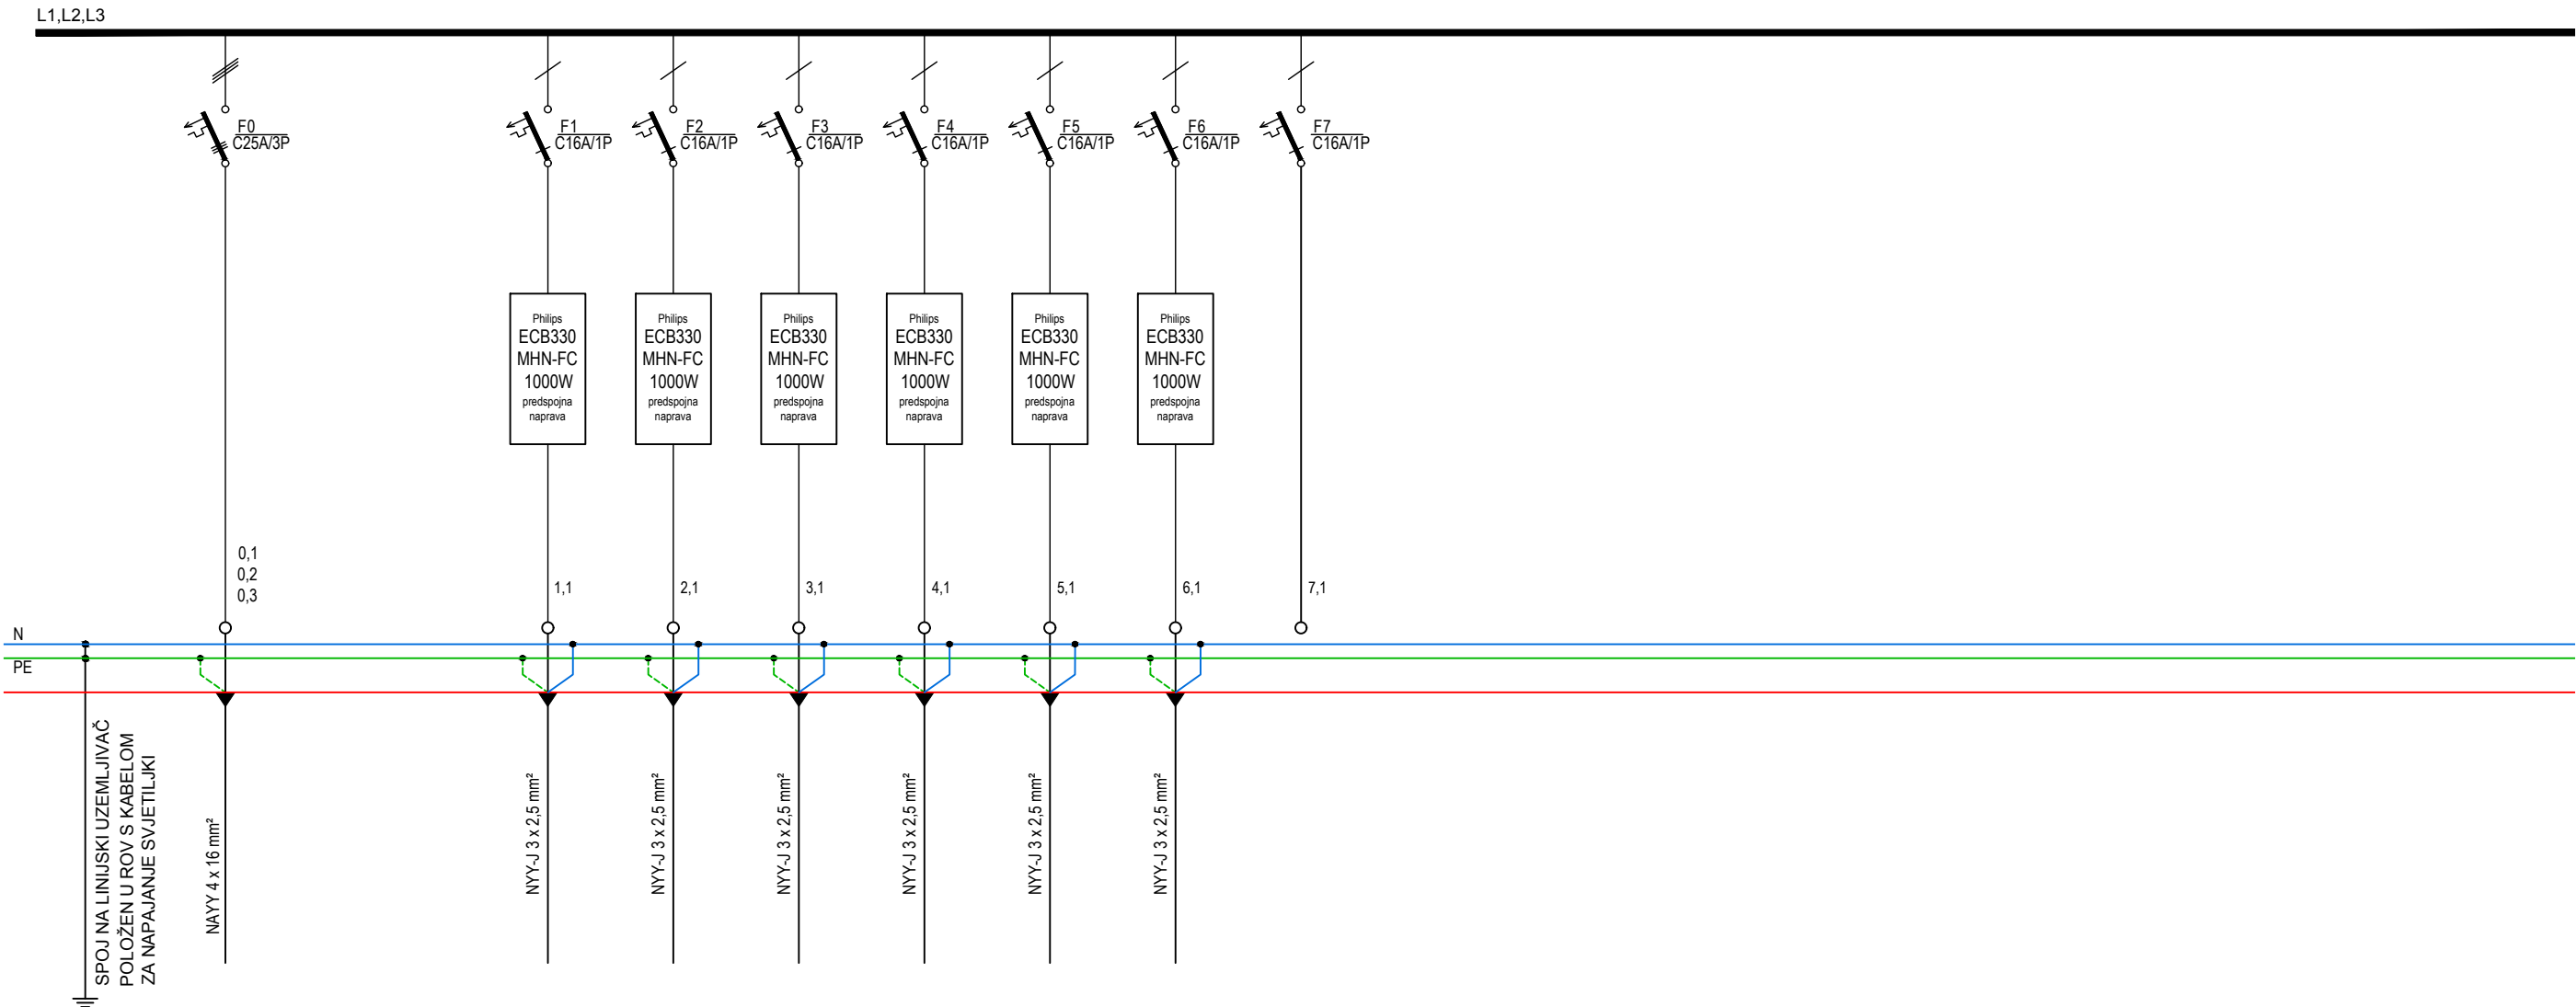 L1,L2,L3
F0
C25A/3P
F1
C16A/1P
F2
C16A/1P
F3
C16A/1P
F4
C16A/1P
F5
C16A/1P
F6
C16A/1P
F7
C16A/1P
Philips
ECB330
MHN-FC
1000W
predspojna
naprava
Philips
ECB330
MHN-FC
1000W
predspojna
naprava
Philips
ECB330
MHN-FC
1000W
predspojna
naprava
Philips
ECB330
MHN-FC
1000W
predspojna
naprava
Philips
ECB330
MHN-FC
1000W
predspojna
naprava
Philips
ECB330
MHN-FC
1000W
predspojna
naprava
0,1
0,2
0,3
1,1
2,1
3,1
4,1
5,1
6,1
7,1
N
PE
SPOJ NA LINIJSKI UZEMLJIVAČ
POLOŽEN U ROV S KABELOM
ZA NAPAJANJE SVJETILJKI
NAYY 4 x 16 mm²
NYY-J 3 x 2,5 mm²
NYY-J 3 x 2,5 mm²
NYY-J 3 x 2,5 mm²
NYY-J 3 x 2,5 mm²
NYY-J 3 x 2,5 mm²
NYY-J 3 x 2,5 mm²